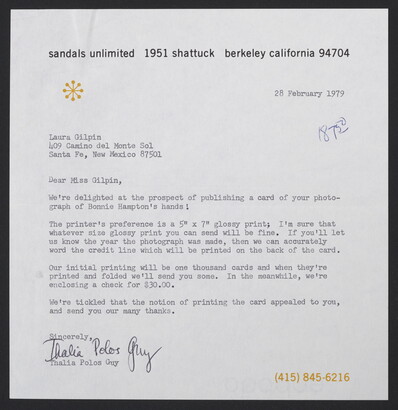 sandals unlimited 1951 shattuck berkeley california 94704
28 February 1979
1875⁰
Laura Gilpin
409 Camino del Monte Sol
Santa Fe, New Mexico 87501
Dear Miss Gilpin,
We're delighted at the prospect of publishing a card of your photo-
graph of Bonnie Hampton's hands!
The printer's preference is a 5" x 7" glossy print; I'm sure that
whatever size glossy print you can send will be fine. If you'll let
us know the year the photograph was made, then we can accurately
word the credit line which will be printed on the back of the card.
Our initial printing will be one thousand cards and when they're
printed and folded we'll send you some. In the meanwhile, we're
enclosing a check for $30.00.
We're tickled that the notion of printing the card appealed to you,
and send you our many thanks.
Sincerely,
Thalia Polos Guy
Thalia Polos Guy
(415) 845-6216